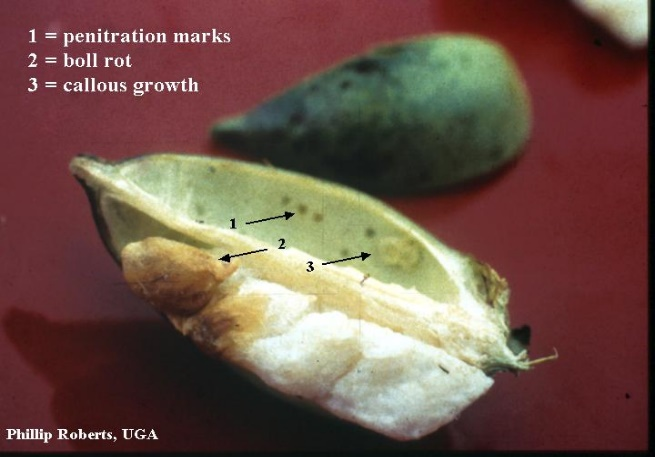 1 = penitration marks
2 = boll rot
3 = callous growth
1
2
3
Phillip Roberts, UGA